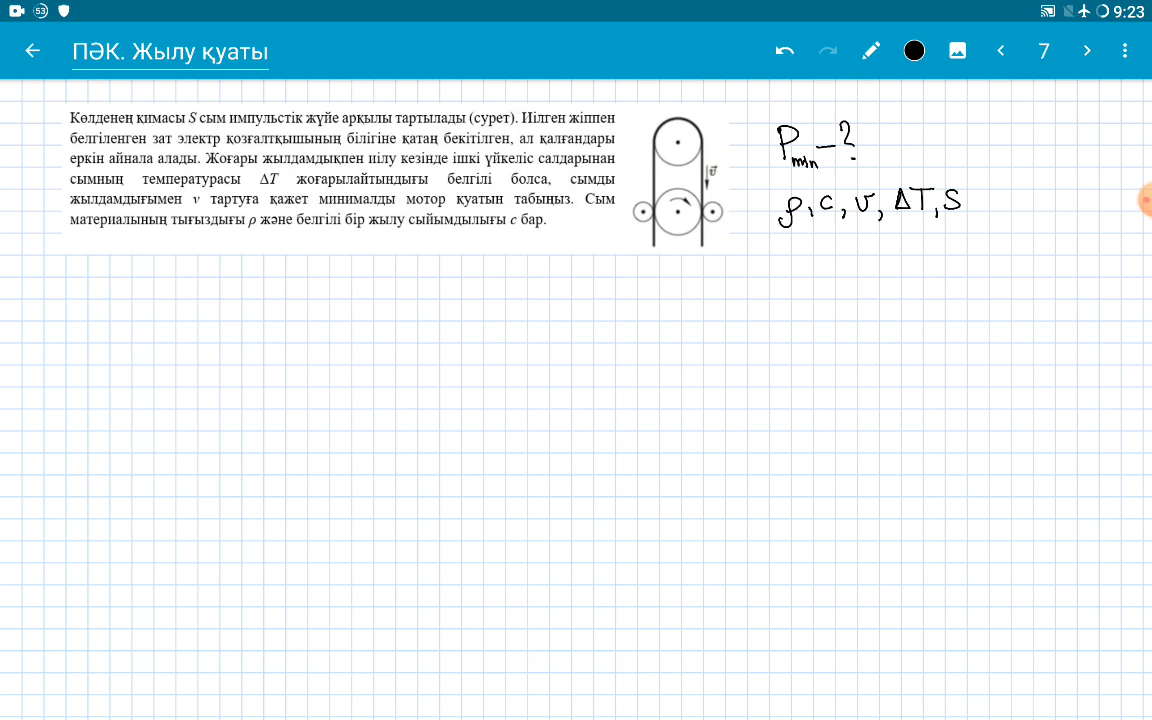 53 9:23
ПӘК. Жылу қуаты 7
Көлденең қимасы S сым импульстік жүйе арқылы тартылады (сурет). Иілген жіппен
белгіленген зат электр қозғалтқышының білігіне қатаң бекітілген, ал қалғандары
еркін айнала алады. Жоғары жылдамдықпен иілу кезінде ішкі үйкеліс салдарынан
сымның температурасы ΔT жоғарылайтындығы белгілі болса, сымды
жылдамдығымен v тартуға қажет минималды мотор қуатын табыңыз. Сым
материалының тығыздығы ρ және белгілі бір жылу сыйымдылығы c бар.
v
Pmin – ?
ρ, c, v, ΔT, S